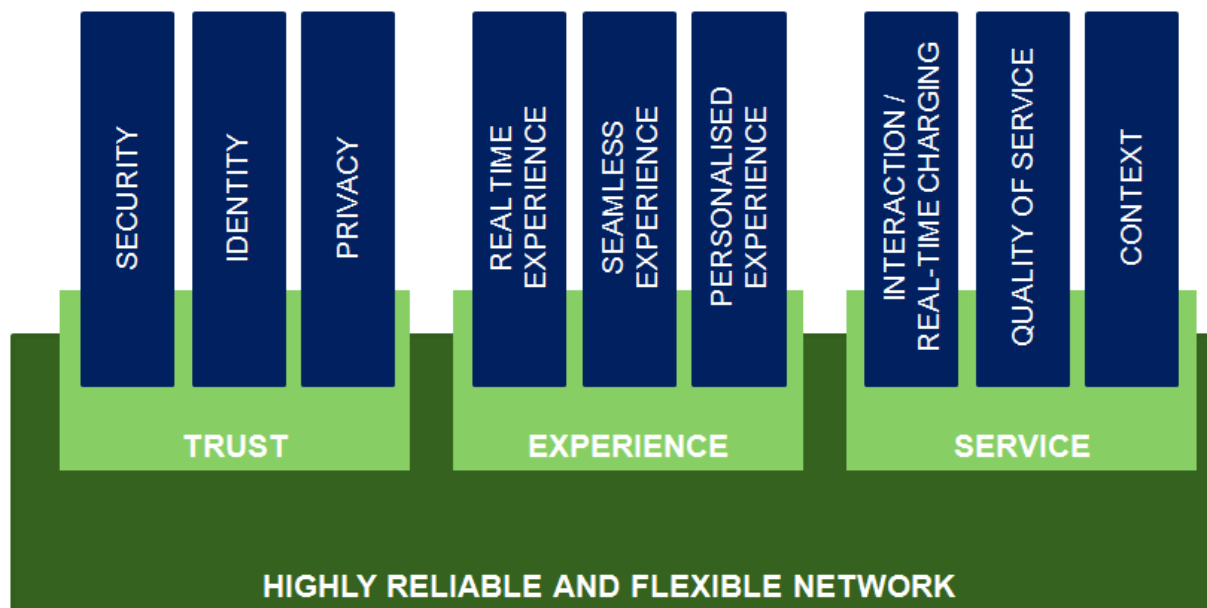 SECURITY
IDENTITY
PRIVACY
REAL TIME
EXPERIENCE
SEAMLESS
EXPERIENCE
PERSONALISED
EXPERIENCE
INTERACTION /
REAL-TIME CHARGING
QUALITY OF SERVICE
CONTEXT
TRUST
EXPERIENCE
SERVICE
HIGHLY RELIABLE AND FLEXIBLE NETWORK